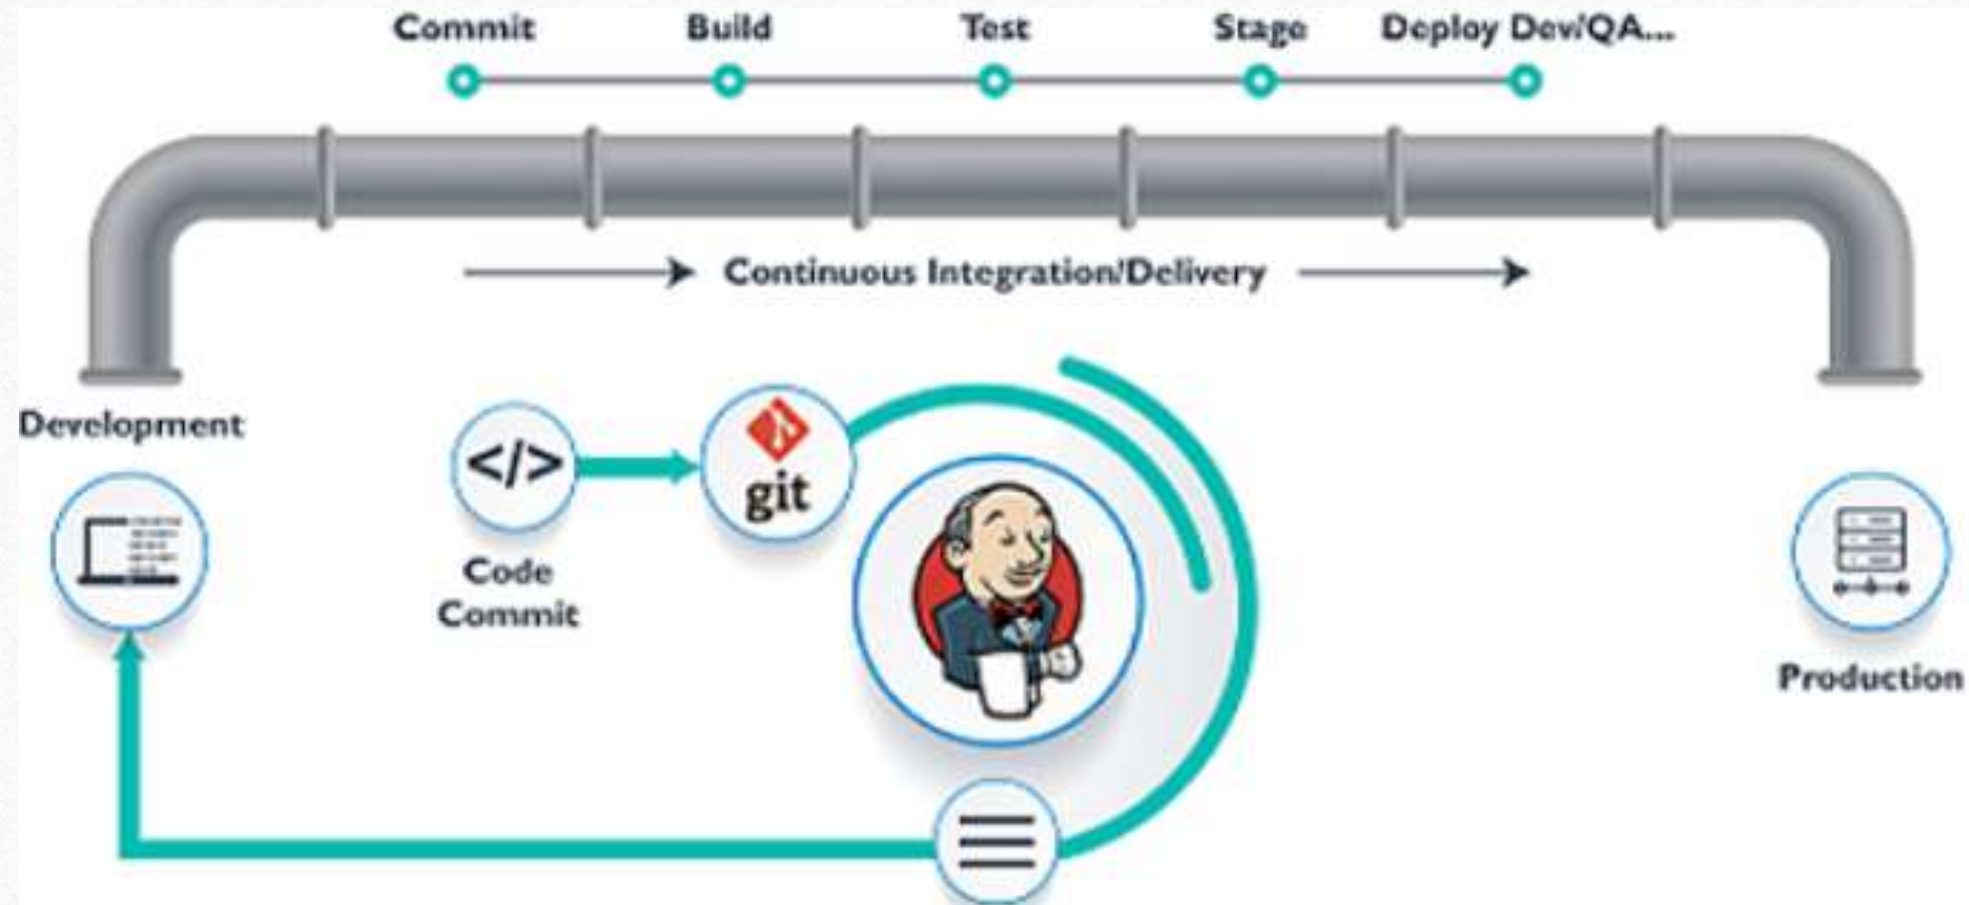 Commit
Build
Test
Stage
Deploy Dev/QA...
Continuous Integration/Delivery
Development
</>
git
Code
Commit
Production